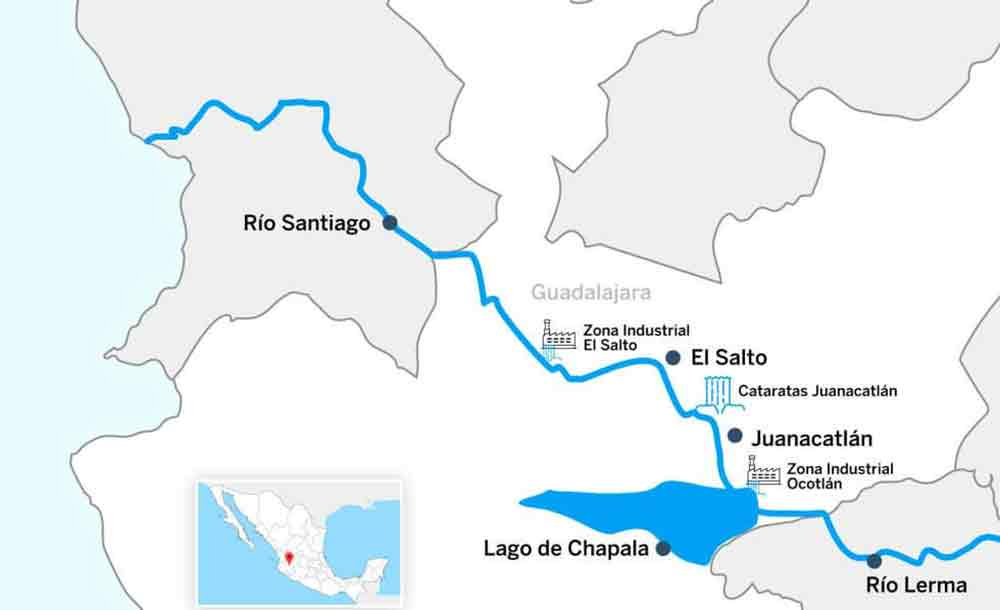 Río Santiago
Guadalajara
Zona Industrial
El Salto
El Salto
Cataratas Juanacatlán
Juanacatlán
Zona Industrial
Ocotlán
Lago de Chapala
Río Lerma